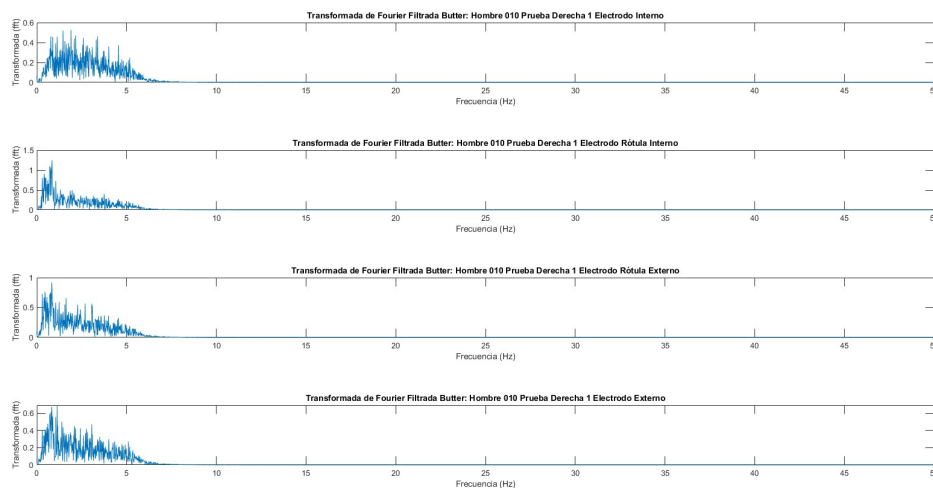 Transformada de Fourier Filtrada Butter: Hombre 010 Prueba Derecha 1 Electrodo Interno
Transformada (fft)
0.6
0.4
0.2
0
0 5 10 15 20 25 30 35 40 45 50
Frecuencia (Hz)
Transformada de Fourier Filtrada Butter: Hombre 010 Prueba Derecha 1 Electrodo Rótula Interno
Transformada (fft)
1.5
1
0.5
0
0 5 10 15 20 25 30 35 40 45 50
Frecuencia (Hz)
Transformada de Fourier Filtrada Butter: Hombre 010 Prueba Derecha 1 Electrodo Rótula Externo
Transformada (fft)
1
0.5
0
0 5 10 15 20 25 30 35 40 45 50
Frecuencia (Hz)
Transformada de Fourier Filtrada Butter: Hombre 010 Prueba Derecha 1 Electrodo Externo
Transformada (fft)
0.6
0.4
0.2
0
0 5 10 15 20 25 30 35 40 45 50
Frecuencia (Hz)